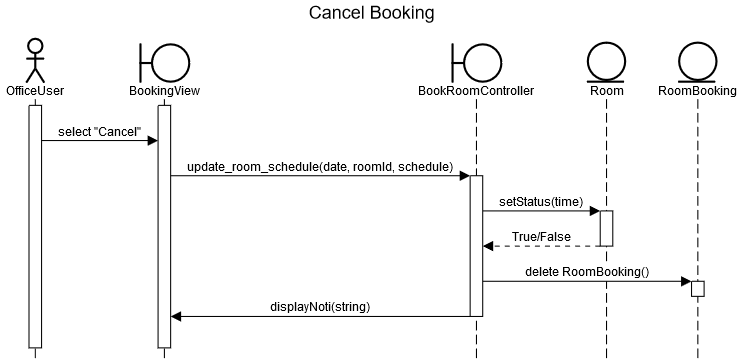 Cancel Booking
OfficeUser
BookingView
BookRoomController
Room
RoomBooking
select "Cancel"
update_room_schedule(date, roomId, schedule)
setStatus(time)
True/False
delete RoomBooking()
displayNoti(string)